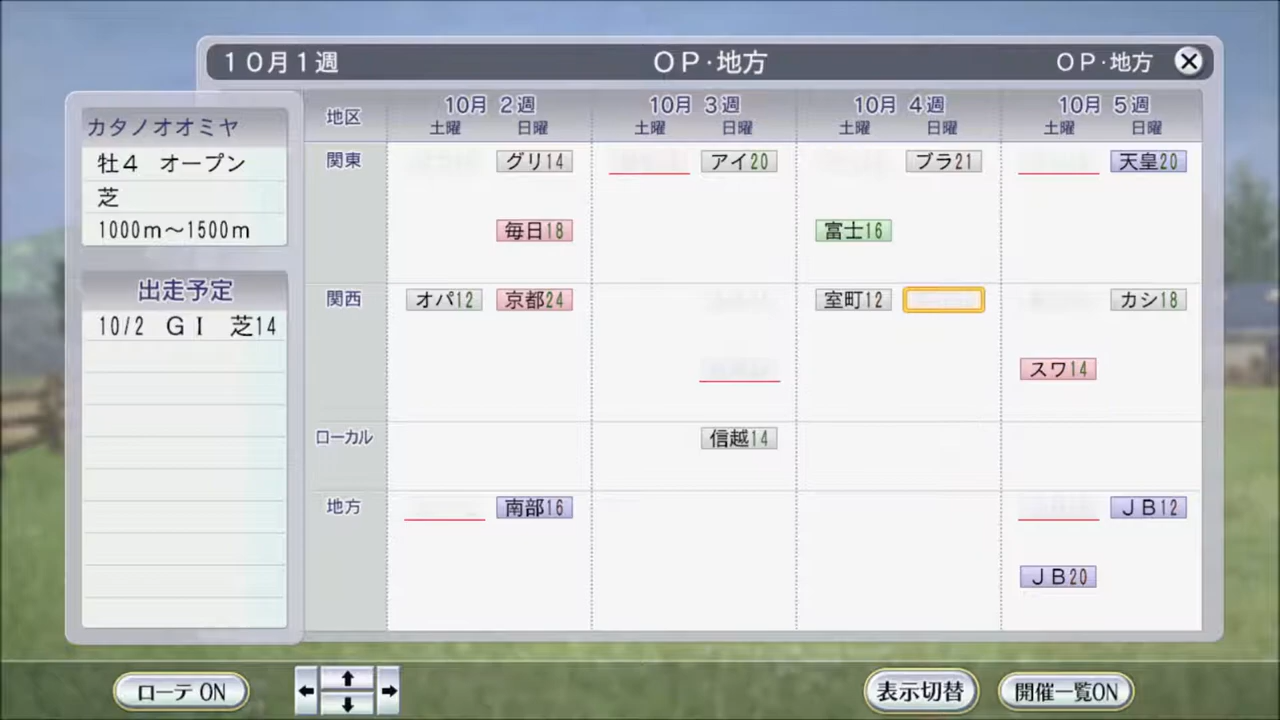 10月1週 OP・地方 OP・地方
カタノオオミヤ
牡4 オープン
芝
1000m～1500m
出走予定
10/2 GI 芝14
地区 10月 2週 10月 3週 10月 4週 10月 5週
土曜 日曜 土曜 日曜 土曜 日曜 土曜 日曜
関東 グリ14 アイ20 ブラ21 天皇20
毎日18 富士16
関西 オパ12 京都24 室町12 カシ18
スワ14
ローカル 信越14
地方 南部16 JB12
JB20
ローテ ON 表示切替 開催一覧ON